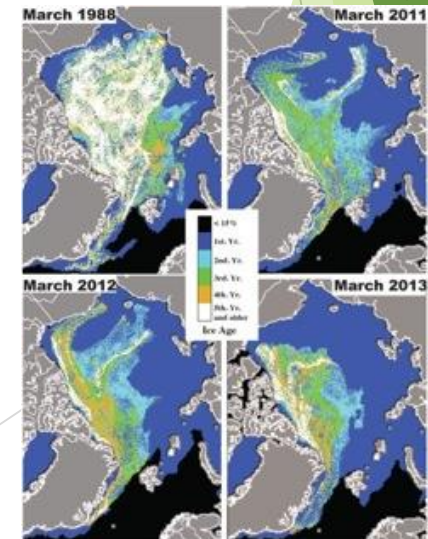 March 1988
March 2011
< 15%
1st. Yr.
2nd. Yr.
3rd. Yr.
4th. Yr.
5th. Yr.
and older
Ice Age
March 2012
March 2013